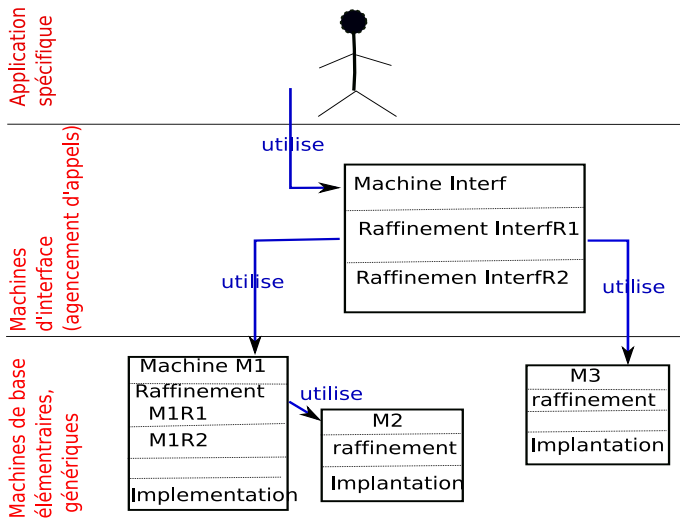 Application
spécifique
utilise
Machines
d'interface
(agencement d'appels)
Machine Interf
Raffinement InterfR1
Raffinemen InterfR2
utilise
utilise
Machines de base
élémentraires,
génériques
Machine M1
Raffinement
M1R1
M1R2
Implementation
utilise
M2
raffinement
Implantation
M3
raffinement
Implantation